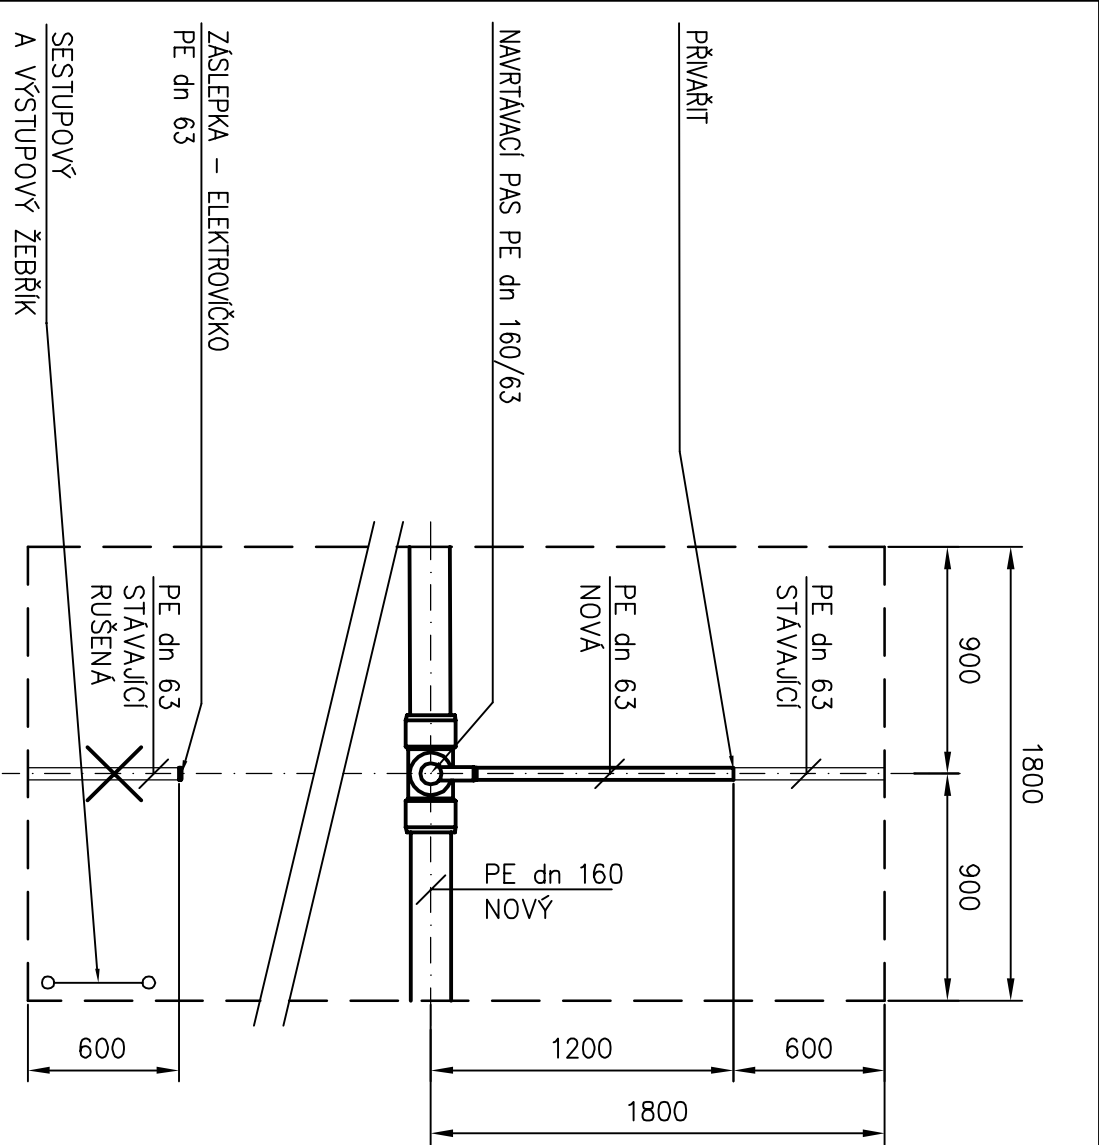 PŘIVAŘIT
NAVRTÁVACÍ PAS PE dn 160/63
ZÁSLEPKA - ELEKTROVÍČKO
PE dn 63
SESTUPOVÝ
A VÝSTUPOVÝ ŽEBŘÍK
1800
900
900
PE dn 63
STÁVAJÍCÍ
PE dn 63
NOVÁ
PE dn 63
STÁVAJÍCÍ
RUŠENÁ
PE dn 160
NOVÝ
600
1200
600
1800